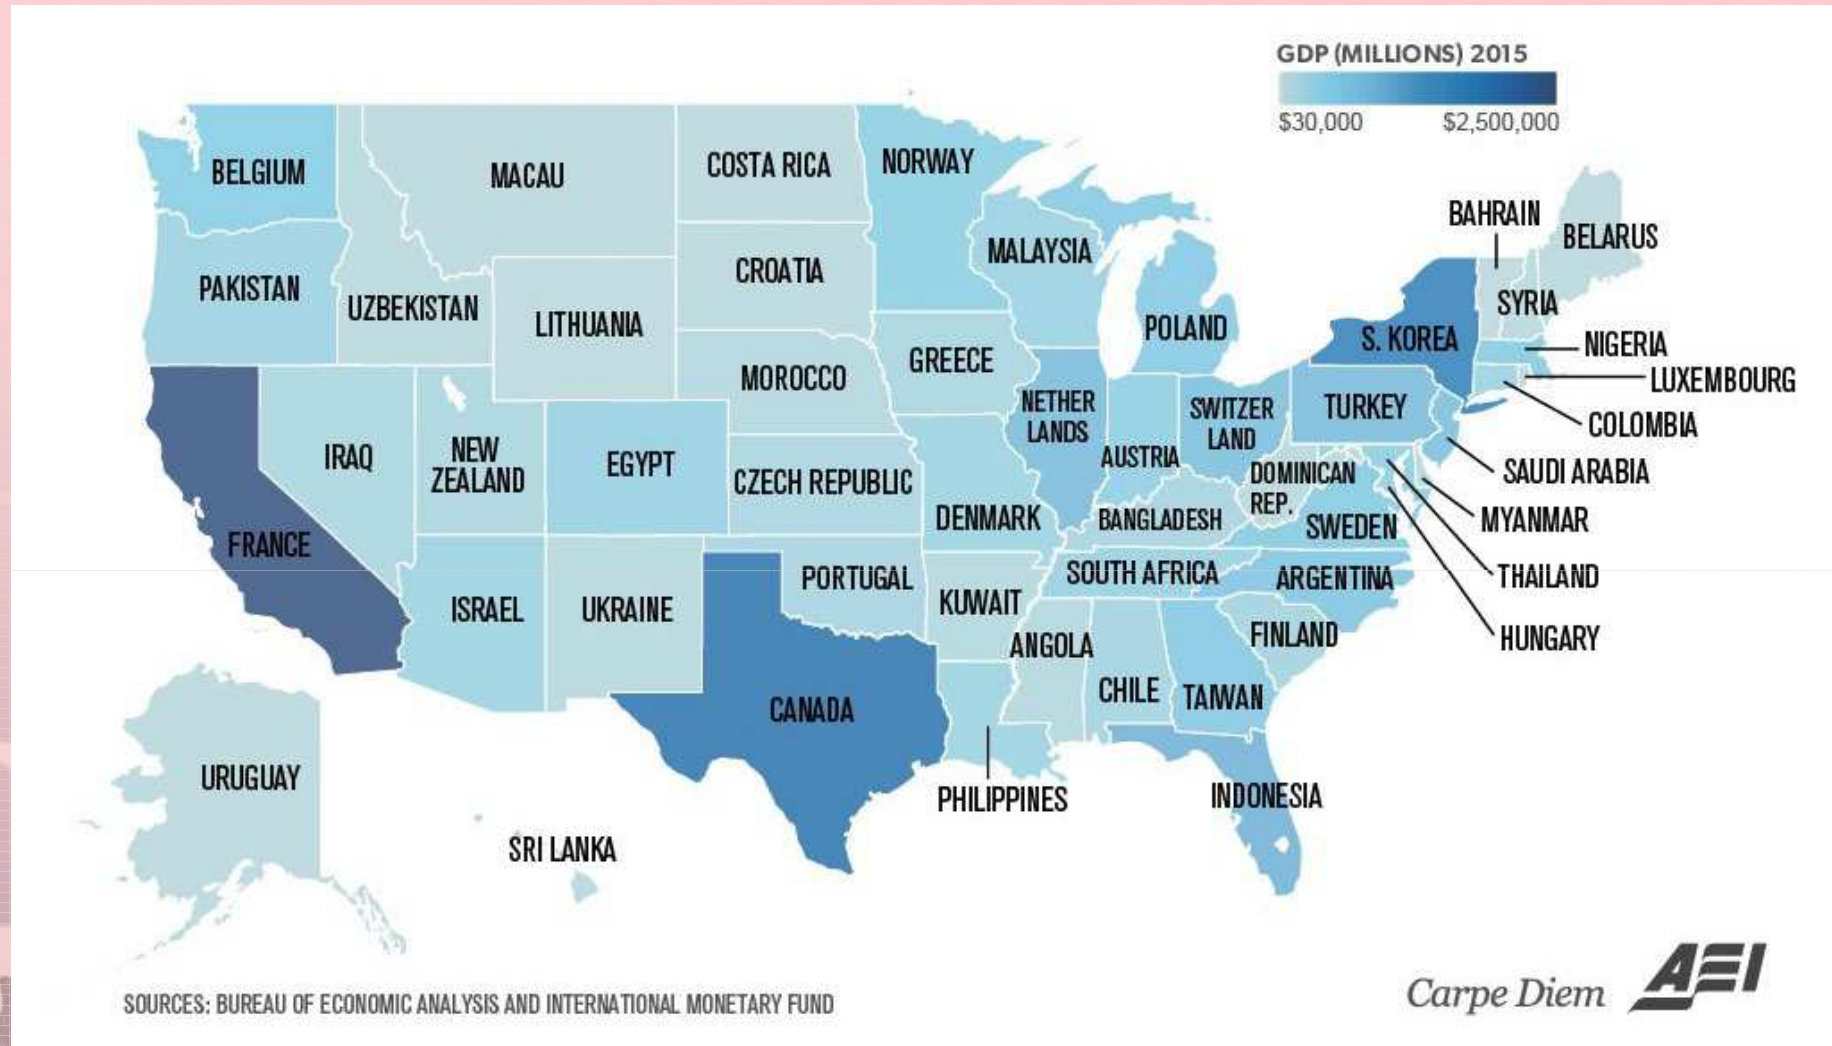 GDP (MILLIONS) 2015
$30,000
$2,500,000
BELGIUM
MACAU
COSTA RICA
NORWAY
BAHRAIN
BELARUS
PAKISTAN
UZBEKISTAN
LITHUANIA
CROATIA
MALAYSIA
POLAND
S. KOREA
SYRIA
NIGERIA
LUXEMBOURG
COLOMBIA
SAUDI ARABIA
MYANMAR
THAILAND
HUNGARY
FRANCE
IRAQ
NEW
ZEALAND
EGYPT
MOROCCO
CZECH REPUBLIC
GREECE
DENMARK
NETHER
LANDS
AUSTRIA
SWITZER
LAND
TURKEY
DOMINICAN
REP.
BANGLADESH
SWEDEN
ISRAEL
UKRAINE
PORTUGAL
KUWAIT
SOUTH AFRICA
ARGENTINA
FINLAND
ANGOLA
CHILE
TAIWAN
CANADA
PHILIPPINES
INDONESIA
URUGUAY
SRI LANKA
SOURCES: BUREAU OF ECONOMIC ANALYSIS AND INTERNATIONAL MONETARY FUND
Carpe Diem
AEI